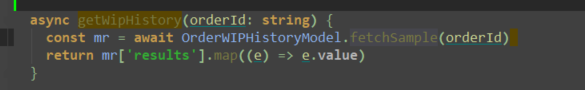 async getWipHistory(orderId: string) {
const mr = await OrderWIPHistoryModel.fetchSample(orderId)
return mr['results'].map((e) => e.value)
}